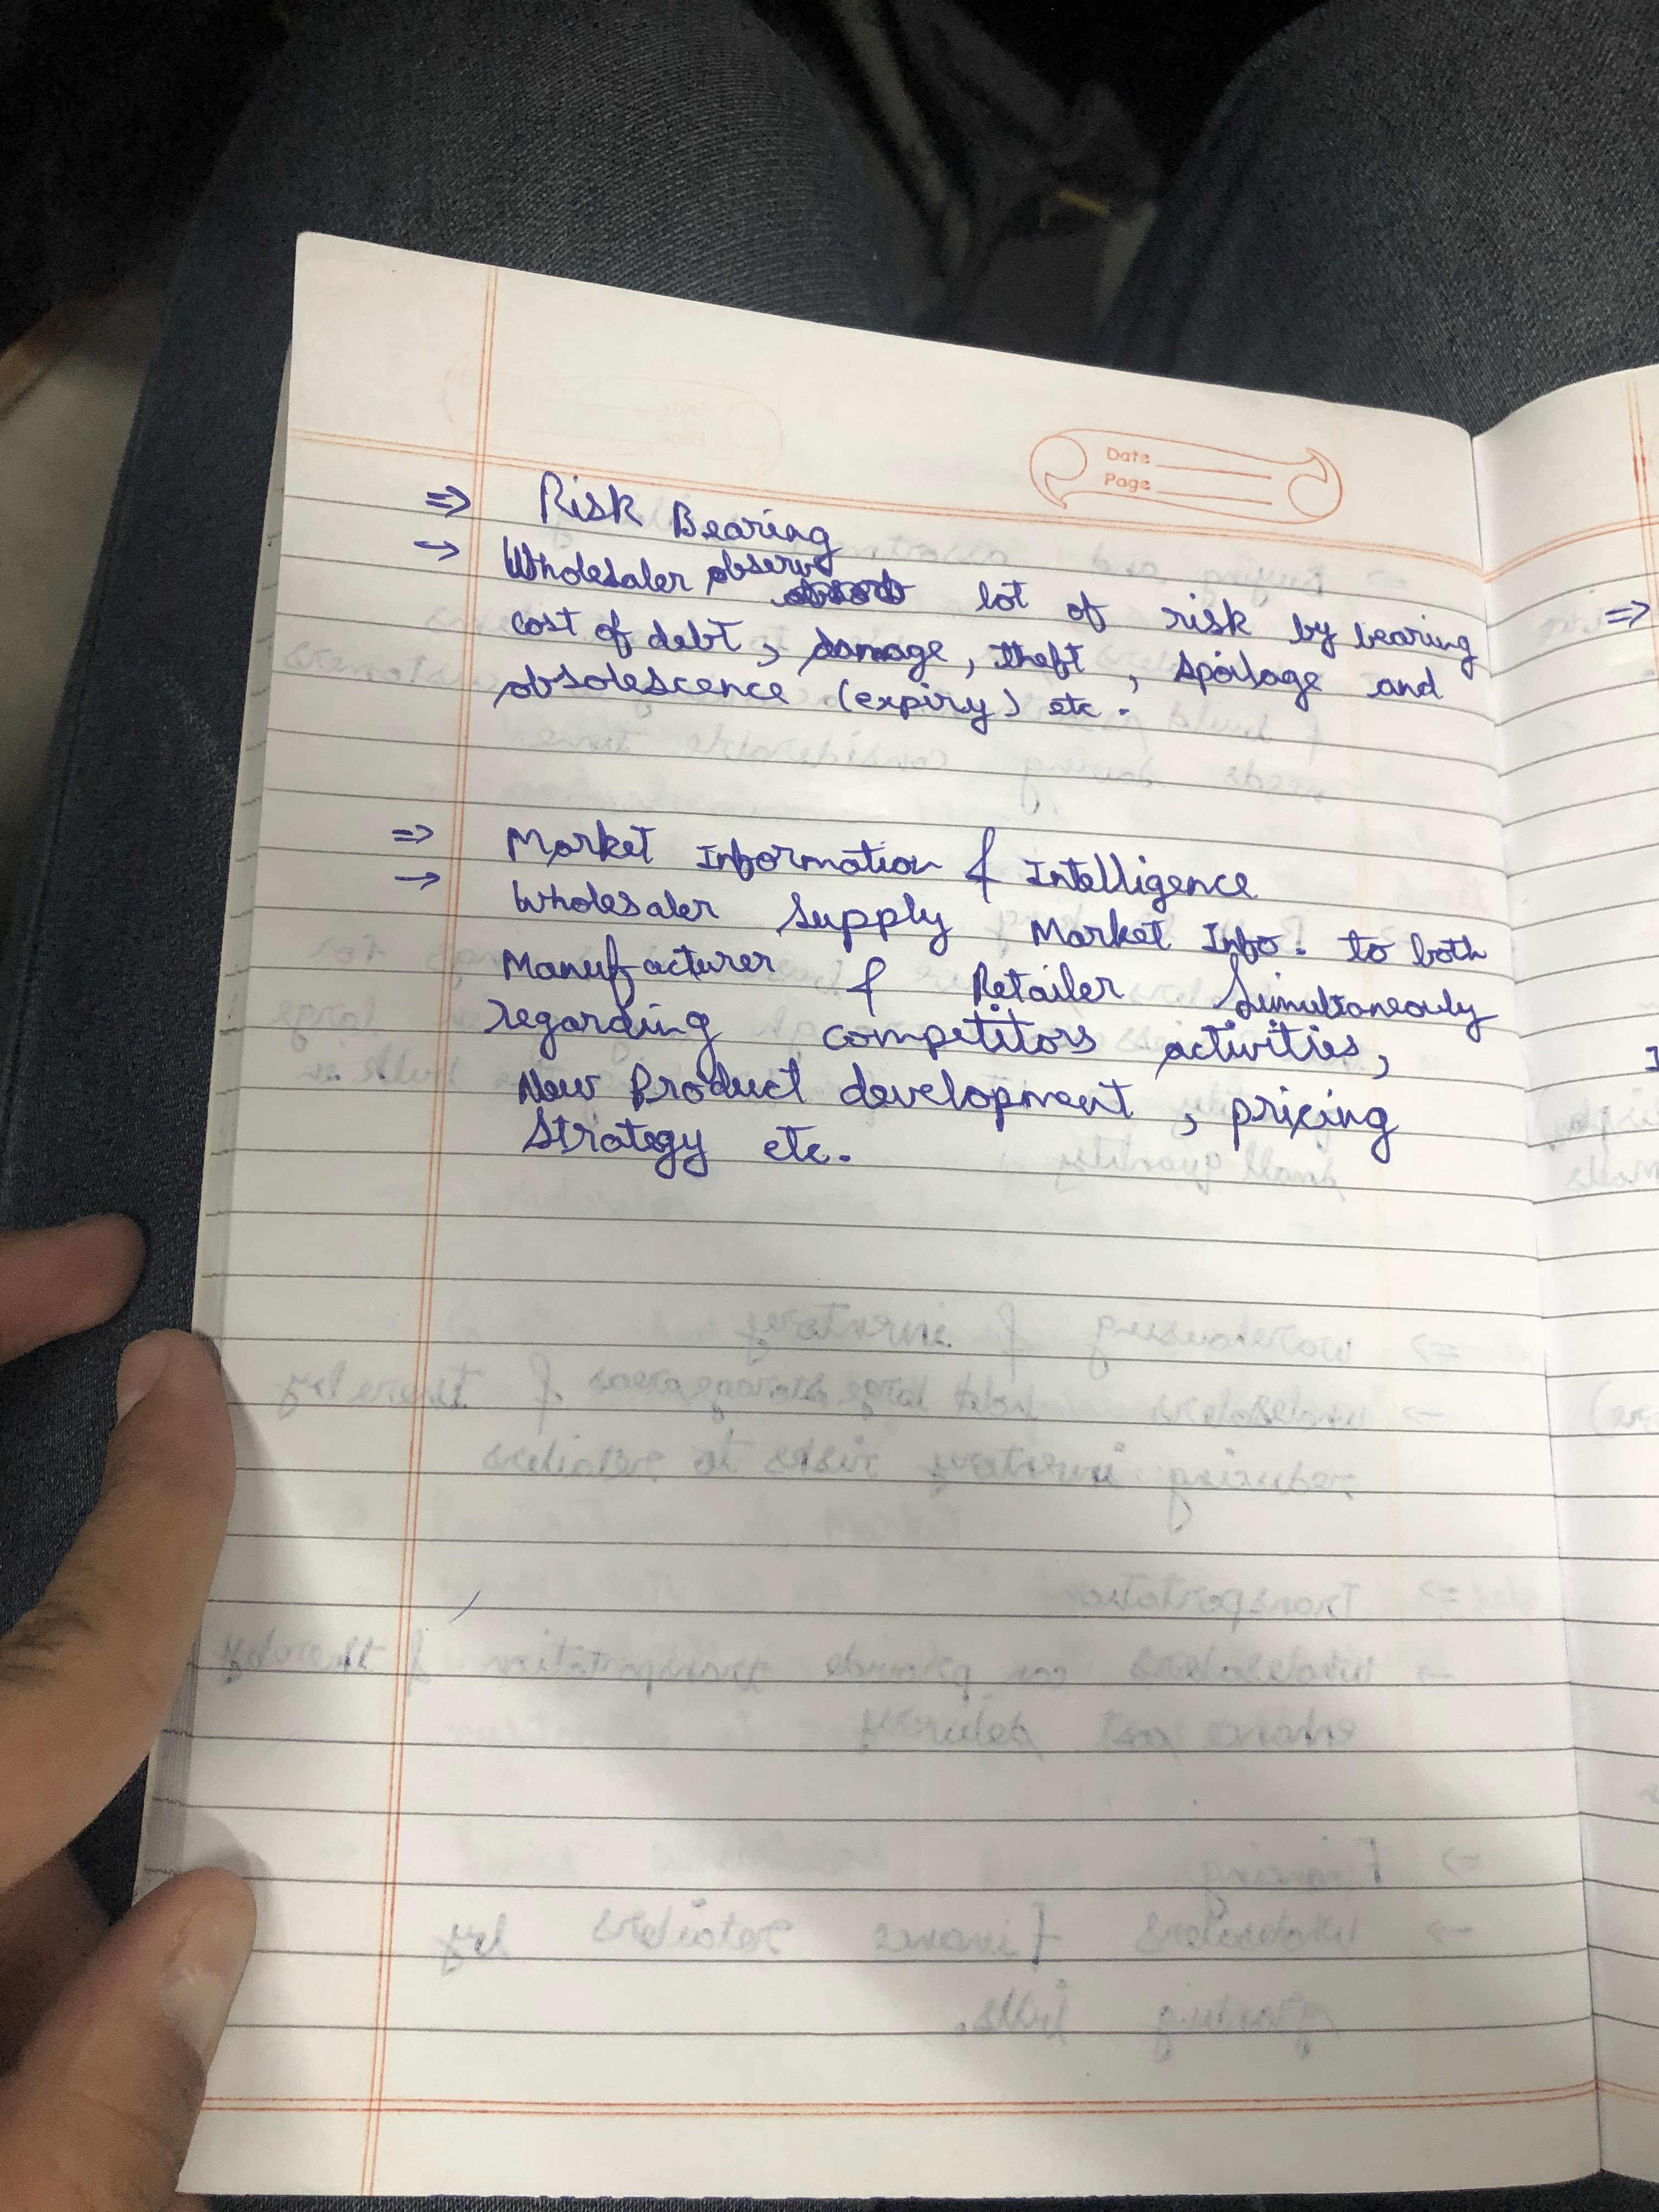 Date
Page
⇒ Risk Bearing
→ Wholesaler observ lot of risk by bearing
cost of debt, damage, theft, spoilage and
obsolescence (expiry) etc.
⇒ Market Information & Intelligence
→ Wholesaler supply Market Info. to both
Manufacturer & Retailer Simultaneouly
regarding competitors activities,
New Product development, pricing
Strategy etc.
⇒